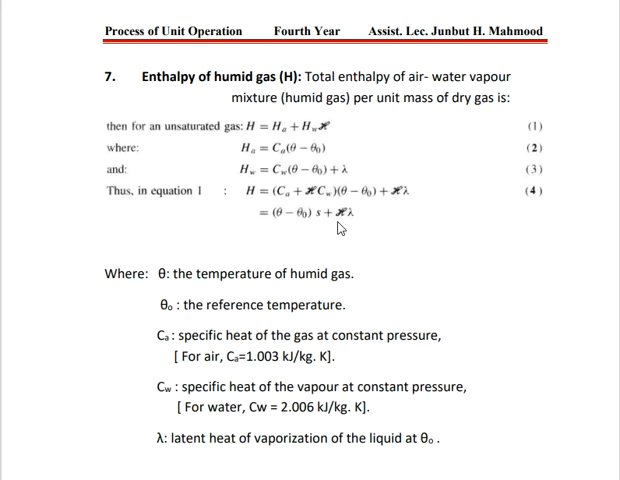 Process of Unit Operation Fourth Year Assist. Lec. Junbut H. Mahmood
7. Enthalpy of humid gas (H): Total enthalpy of air- water vapour
mixture (humid gas) per unit mass of dry gas is:
then for an unsaturated gas: H = Hₐ + H_wℋ (1)
where: Hₐ = Cₐ(θ − θ₀) (2)
and: H_w = C_w(θ − θ₀) + λ (3)
Thus, in equation 1 : H = (Cₐ + ℋC_w)(θ − θ₀) + ℋλ (4)
= (θ − θ₀) s + ℋλ
Where: θ: the temperature of humid gas.
θₒ : the reference temperature.
Cₐ : specific heat of the gas at constant pressure,
[ For air, Cₐ=1.003 kJ/kg. K].
C_w : specific heat of the vapour at constant pressure,
[ For water, Cw = 2.006 kJ/kg. K].
λ: latent heat of vaporization of the liquid at θₒ .